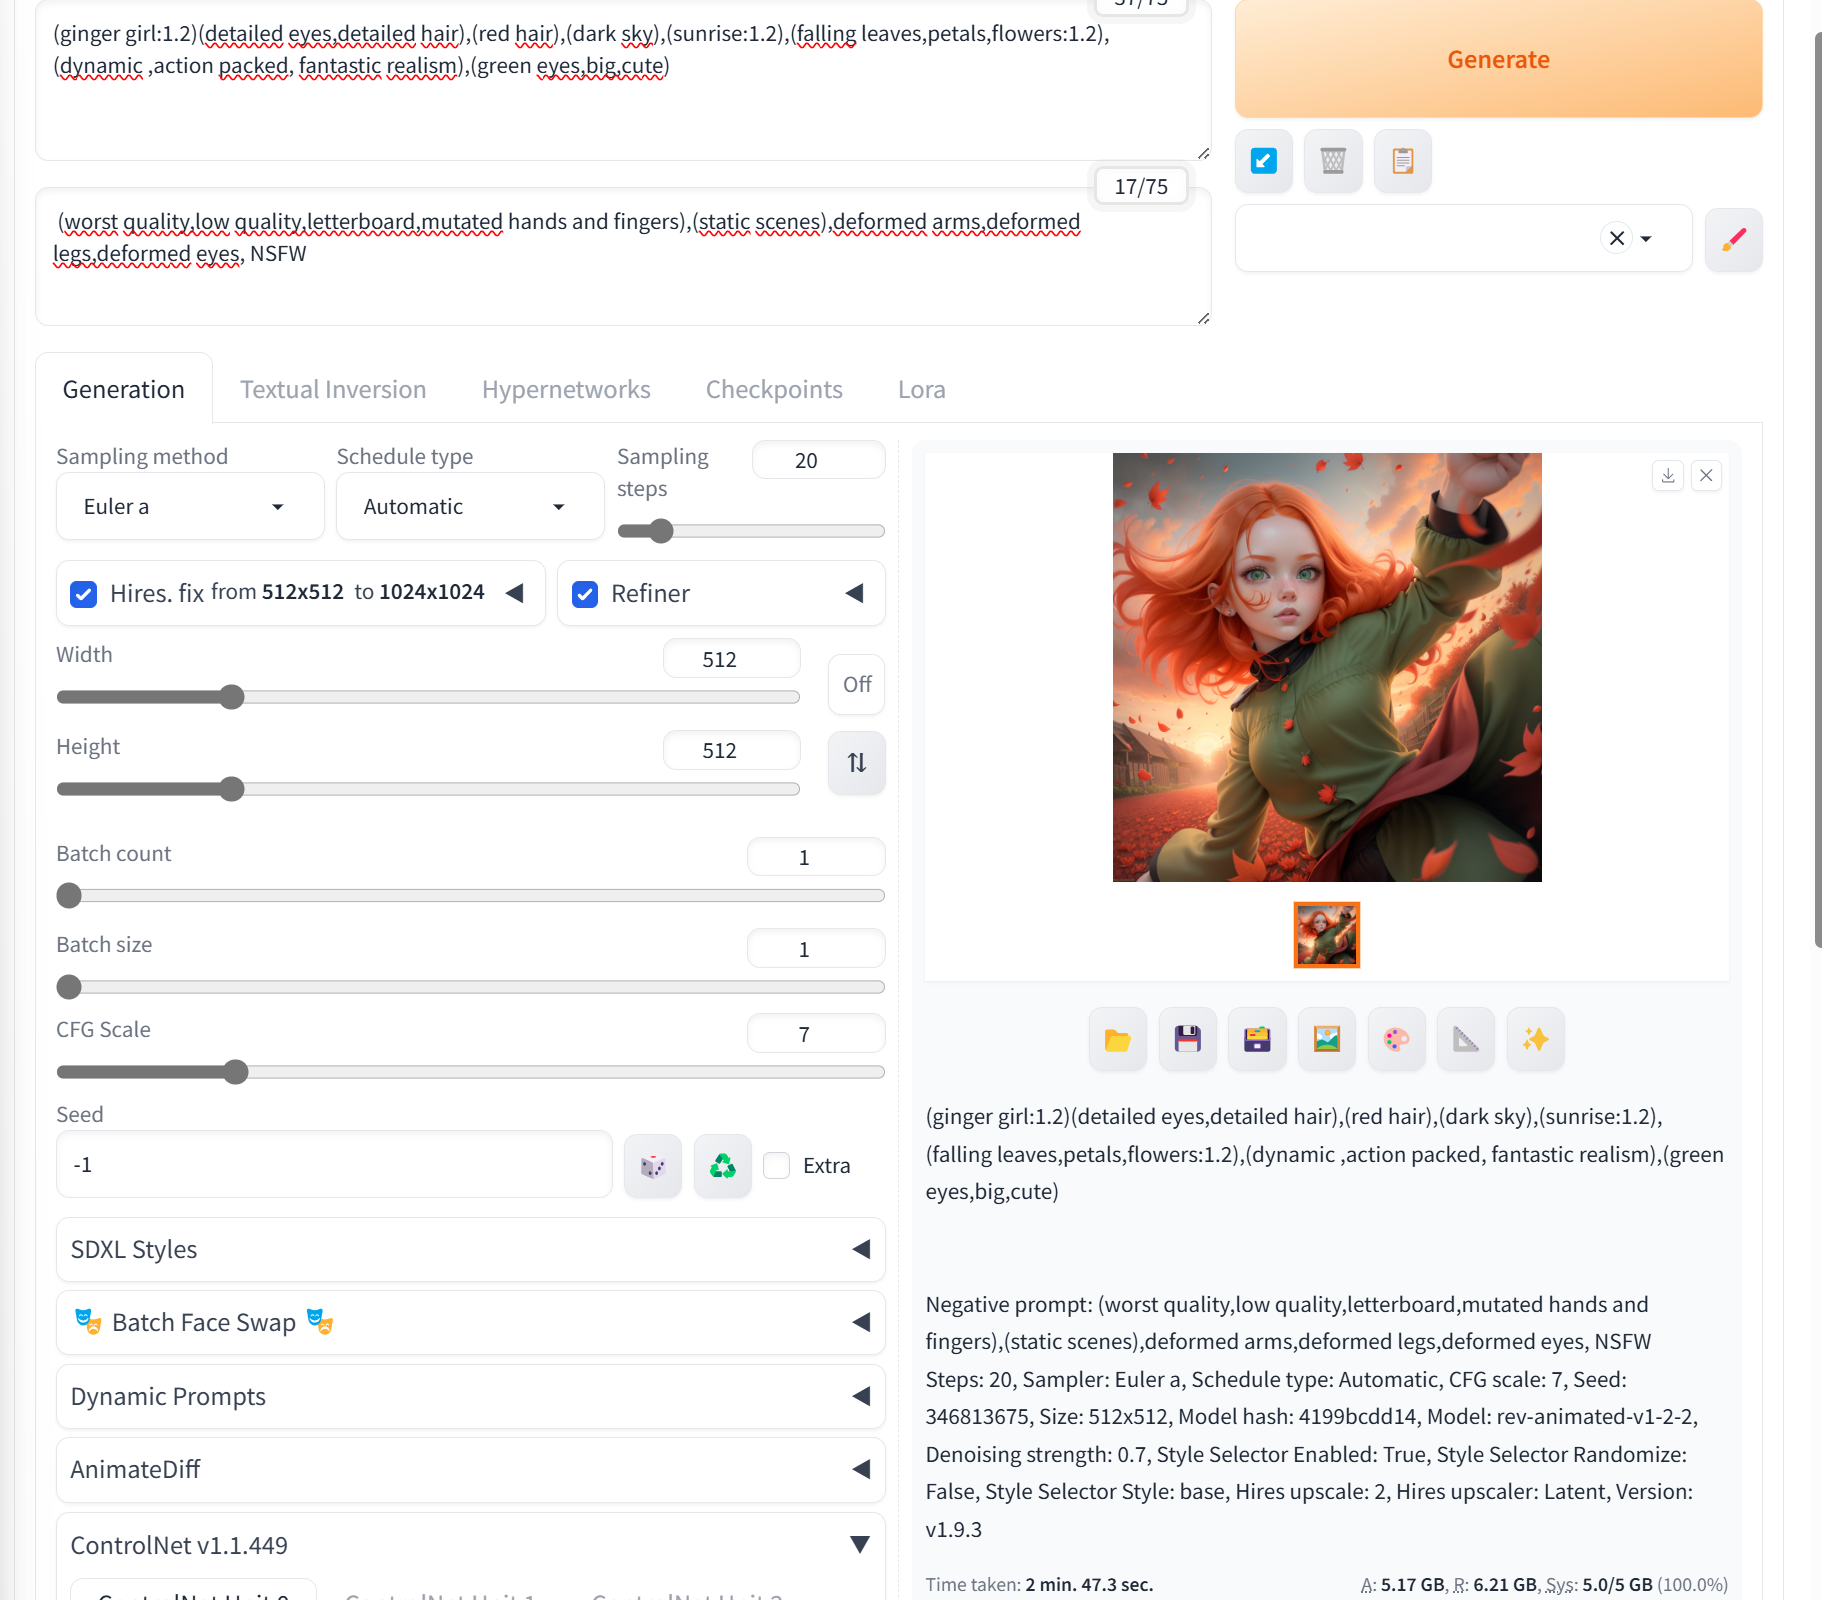 (ginger girl:1.2)(detailed eyes,detailed hair),(red hair),(dark sky),(sunrise:1.2),(falling leaves,petals,flowers:1.2),
(dynamic ,action packed, fantastic realism),(green eyes,big,cute)
Generate
17/75
(worst quality,low quality,letterboard,mutated hands and fingers),(static scenes),deformed arms,deformed
legs,deformed eyes, NSFW
Generation
Textual Inversion
Hypernetworks
Checkpoints
Lora
Sampling method
Schedule type
Sampling
steps
20
Euler a
Automatic
Hires. fix from 512x512 to 1024x1024
Refiner
Width
512
Off
Height
512
Batch count
1
Batch size
1
CFG Scale
7
Seed
-1
Extra
SDXL Styles
Batch Face Swap
Dynamic Prompts
AnimateDiff
ControlNet v1.1.449
(ginger girl:1.2)(detailed eyes,detailed hair),(red hair),(dark sky),(sunrise:1.2),
(falling leaves,petals,flowers:1.2),(dynamic ,action packed, fantastic realism),(green
eyes,big,cute)
Negative prompt: (worst quality,low quality,letterboard,mutated hands and
fingers),(static scenes),deformed arms,deformed legs,deformed eyes, NSFW
Steps: 20, Sampler: Euler a, Schedule type: Automatic, CFG scale: 7, Seed:
346813675, Size: 512x512, Model hash: 4199bcdd14, Model: rev-animated-v1-2-2,
Denoising strength: 0.7, Style Selector Enabled: True, Style Selector Randomize:
False, Style Selector Style: base, Hires upscale: 2, Hires upscaler: Latent, Version:
v1.9.3
Time taken: 2 min. 47.3 sec.
A: 5.17 GB, R: 6.21 GB, Sys: 5.0/5 GB (100.0%)